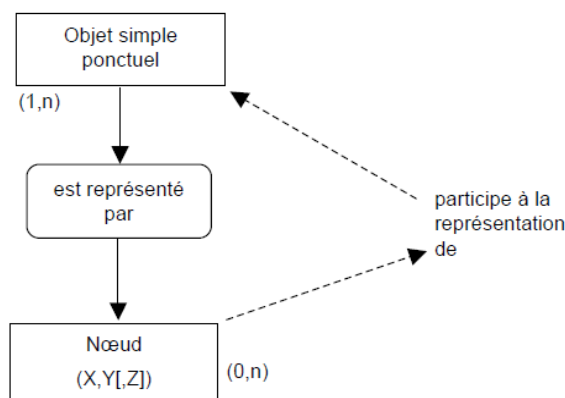 Objet simple
ponctuel
(1,n)
est représenté
par
participe à la
représentation
de
Nœud
(X,Y[,Z])
(0,n)